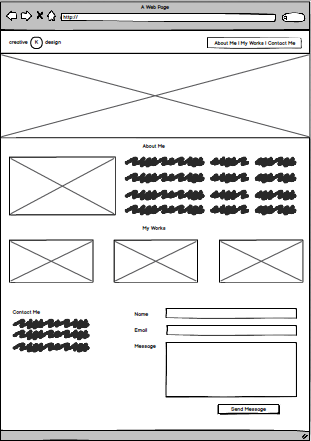 A Web Page
http://
creative K design
About Me | My Works | Contact Me
About Me
My Works
Contact Me
Name
Email
Message
Send Message